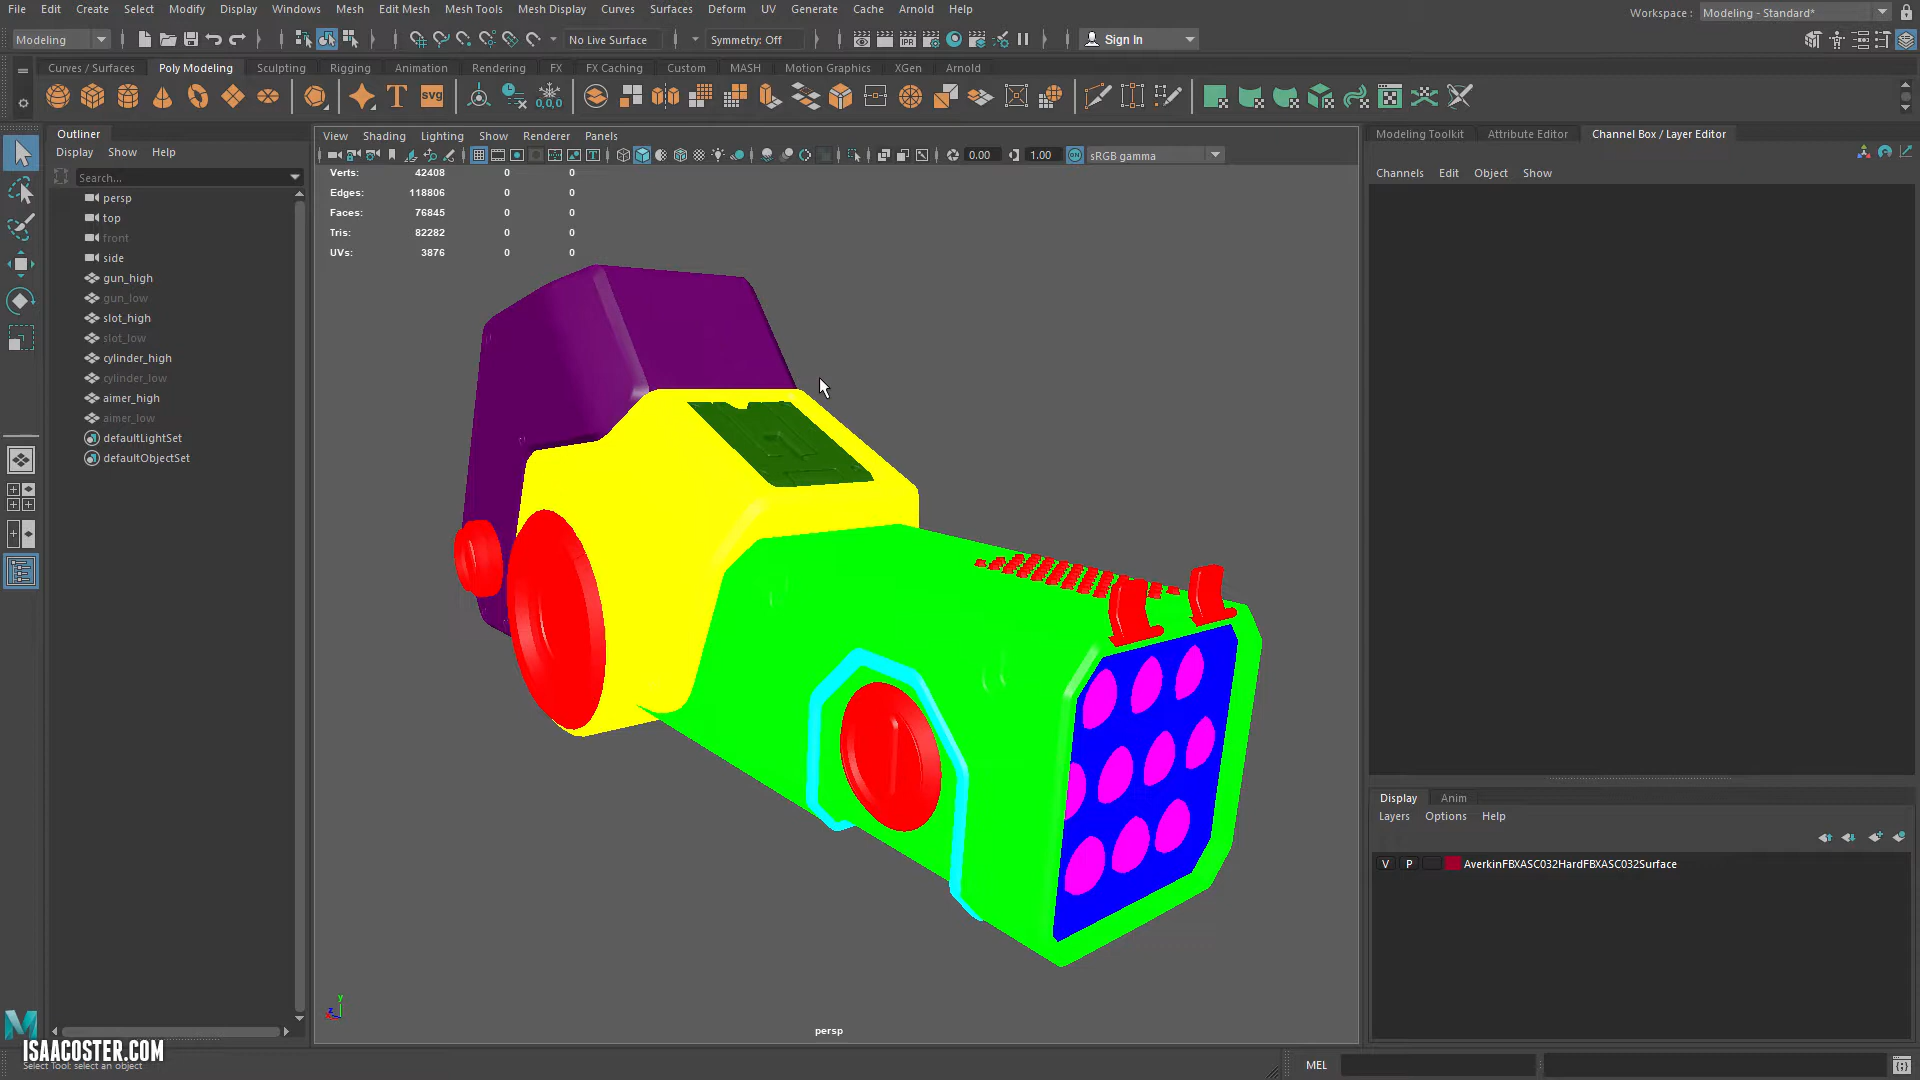 File Edit Create Select Modify Display Windows Mesh Edit Mesh Mesh Tools Mesh Display Curves Surfaces Deform UV Generate Cache Arnold Help
Workspace : Modeling - Standard*
Modeling No Live Surface Symmetry: Off IPR Sign In
Curves / Surfaces Poly Modeling Sculpting Rigging Animation Rendering FX FX Caching Custom MASH Motion Graphics XGen Arnold
T svg 0,0,0
Outliner
Display Show Help
Search...
persp
top
front
side
gun_high
gun_low
slot_high
slot_low
cylinder_high
cylinder_low
aimer_high
aimer_low
defaultLightSet
defaultObjectSet
View Shading Lighting Show Renderer Panels
0.00 1.00 ON sRGB gamma
Verts: 42408 0 0
Edges: 118806 0 0
Faces: 76845 0 0
Tris: 82282 0 0
UVs: 3876 0 0
y
z
persp
Modeling Toolkit Attribute Editor Channel Box / Layer Editor
Channels Edit Object Show
Display Anim
Layers Options Help
V P AverkinFBXASC032HardFBXASC032Surface
M
ISAACOSTER.COM
Select Tool: select an object
MEL